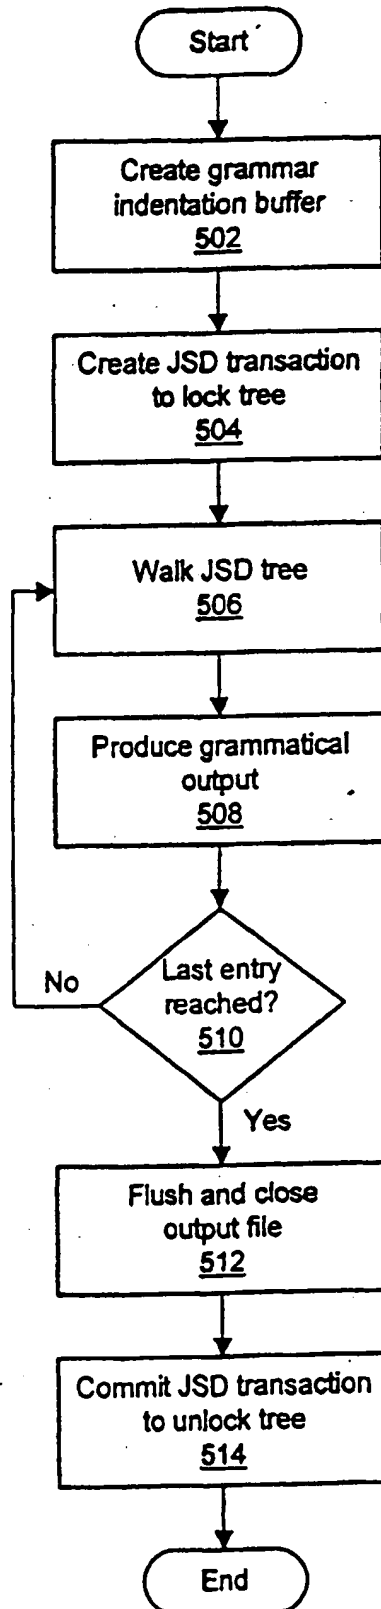 Start
Create grammar
indentation buffer
502
Create JSD transaction
to lock tree
504
Walk JSD tree
506
Produce grammatical
output
508
Last entry
reached?
510
No
Yes
Flush and close
output file
512
Commit JSD transaction
to unlock tree
514
End